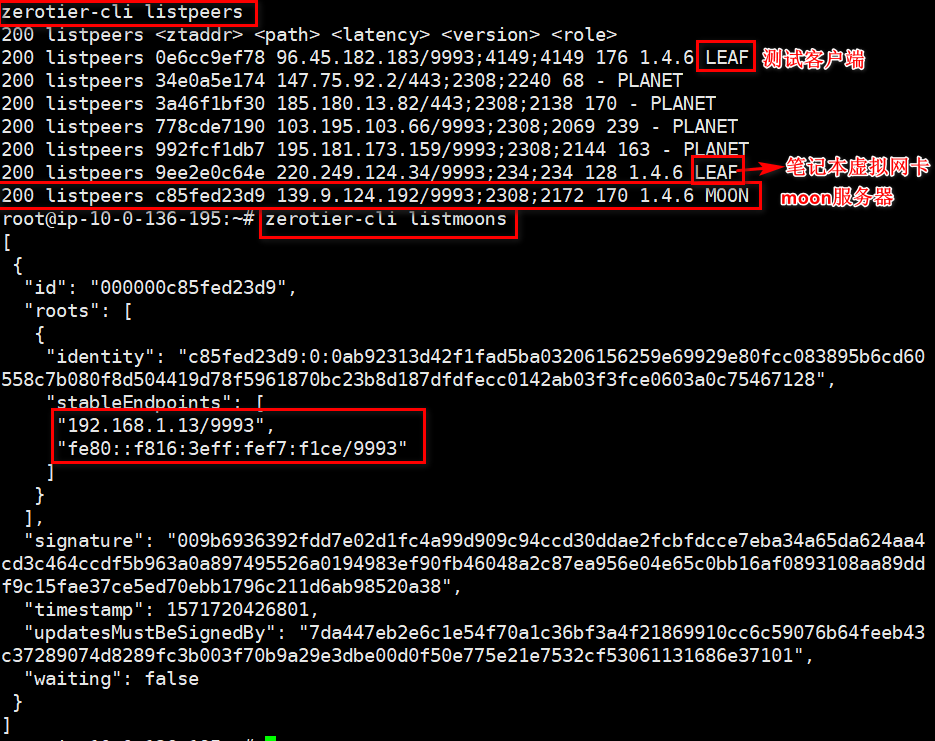 zerotier-cli listpeers
200 listpeers <ztaddr> <path> <latency> <version> <role>
200 listpeers 0e6cc9ef78 96.45.182.183/9993;4149;4149 176 1.4.6 LEAF 测试客户端
200 listpeers 34e0a5e174 147.75.92.2/443;2308;2240 68 - PLANET
200 listpeers 3a46f1bf30 185.180.13.82/443;2308;2138 170 - PLANET
200 listpeers 778cde7190 103.195.103.66/9993;2308;2069 239 - PLANET
200 listpeers 992fcf1db7 195.181.173.159/9993;2308;2144 163 - PLANET
200 listpeers 9ee2e0c64e 220.249.124.34/9993;234;234 128 1.4.6 LEAF 笔记本虚拟网卡
200 listpeers c85fed23d9 139.9.124.192/9993;2308;2172 170 1.4.6 MOON moon服务器
root@ip-10-0-136-195:~# zerotier-cli listmoons
[
{
"id": "000000c85fed23d9",
"roots": [
{
"identity": "c85fed23d9:0:0ab92313d42f1fad5ba03206156259e69929e80fcc083895b6cd60
558c7b080f8d504419d78f5961870bc23b8d187dfdfecc0142ab03f3fce0603a0c75467128",
"stableEndpoints": [
"192.168.1.13/9993",
"fe80::f816:3eff:fef7:f1ce/9993"
]
}
],
"signature": "009b6936392fdd7e02d1fc4a99d909c94ccd30ddae2fcbfdcce7eba34a65da624aa4
cd3c464ccdf5b963a0a897495526a0194983ef90fb46048a2c87ea956e04e65c0bb16af0893108aa89dd
f9c15fae37ce5ed70ebb1796c211d6ab98520a38",
"timestamp": 1571720426801,
"updatesMustBeSignedBy": "7da447eb2e6c1e54f70a1c36bf3a4f21869910cc6c59076b64feeb43
c37289074d8289fc3b003f70b9a29e3dbe00d0f50e775e21e7532cf53061131686e37101",
"waiting": false
}
]